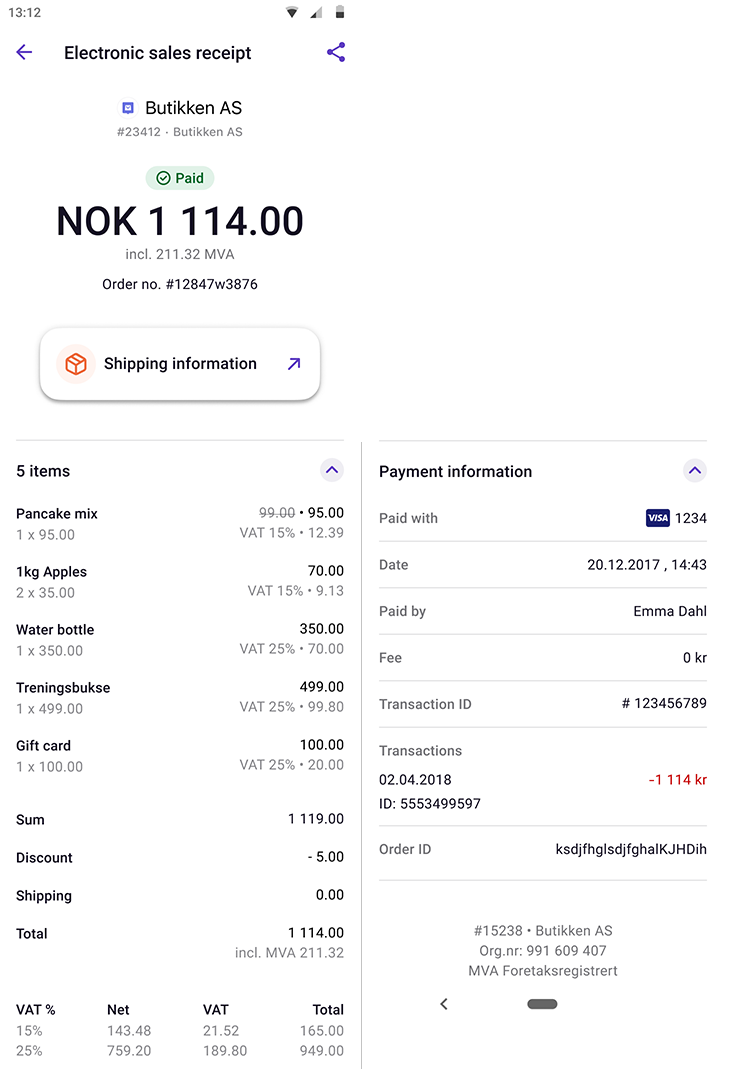 13:12
Electronic sales receipt
Butikken AS
#23412 · Butikken AS
Paid
NOK 1 114.00
incl. 211.32 MVA
Order no. #12847w3876
Shipping information
5 items
Pancake mix 99.00 • 95.00
1 x 95.00 VAT 15% • 12.39
1kg Apples 70.00
2 x 35.00 VAT 15% • 9.13
Water bottle 350.00
1 x 350.00 VAT 25% • 70.00
Treningsbukse 499.00
1 x 499.00 VAT 25% • 99.80
Gift card 100.00
1 x 100.00 VAT 25% • 20.00
Sum 1 119.00
Discount - 5.00
Shipping 0.00
Total 1 114.00
incl. MVA 211.32
VAT % Net VAT Total
15% 143.48 21.52 165.00
25% 759.20 189.80 949.00
Payment information
Paid with VISA 1234
Date 20.12.2017 , 14:43
Paid by Emma Dahl
Fee 0 kr
Transaction ID # 123456789
Transactions
02.04.2018 -1 114 kr
ID: 5553499597
Order ID ksdjfhglsdjfghalKJHDih
#15238 • Butikken AS
Org.nr: 991 609 407
MVA Foretaksregistrert